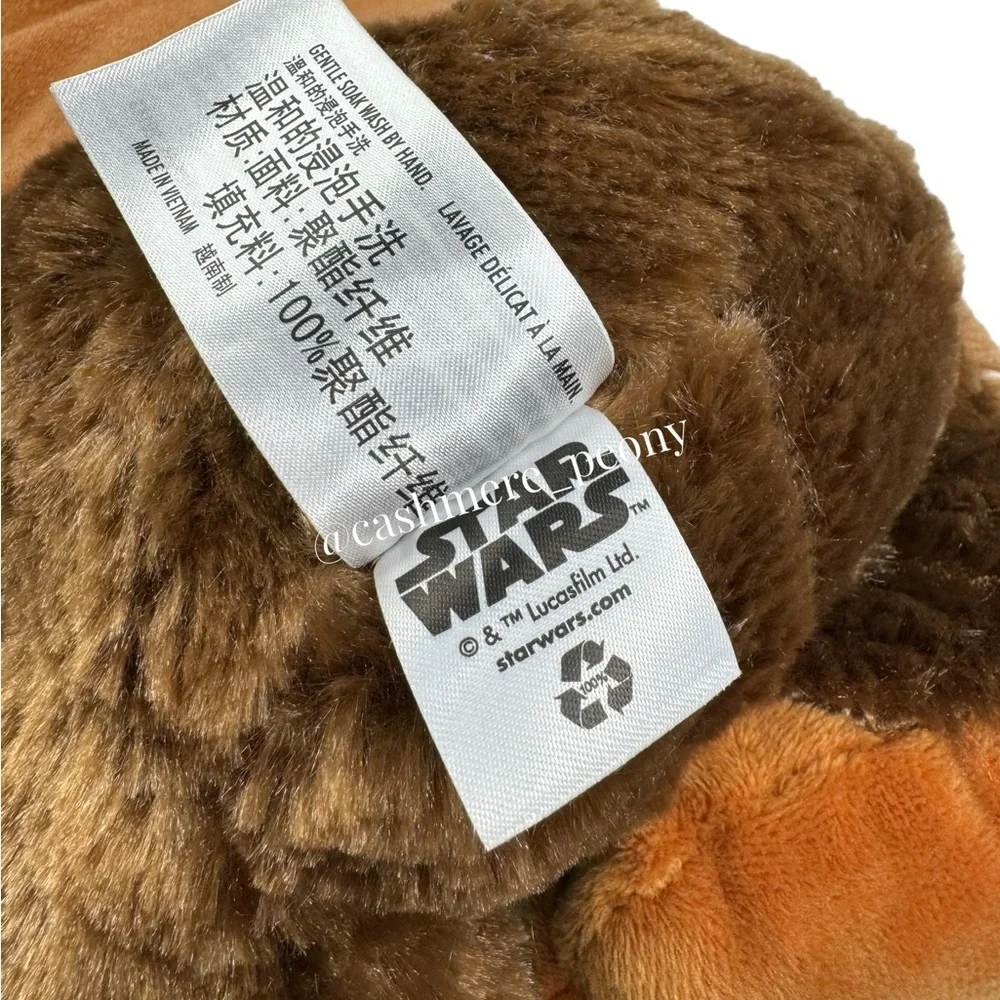 GENTLE SOAK WASH BY HAND.
LAVAGE DÉLICAT À LA MAIN.
温和的浸泡手洗
温和的浸泡手洗
材质:面料:聚酯纤维
填充料:100%聚酯纤维
MADE IN VIETNAM 越南制
@cashmere_peony
STAR
WARS™
© & ™ Lucasfilm Ltd.
starwars.com
100%